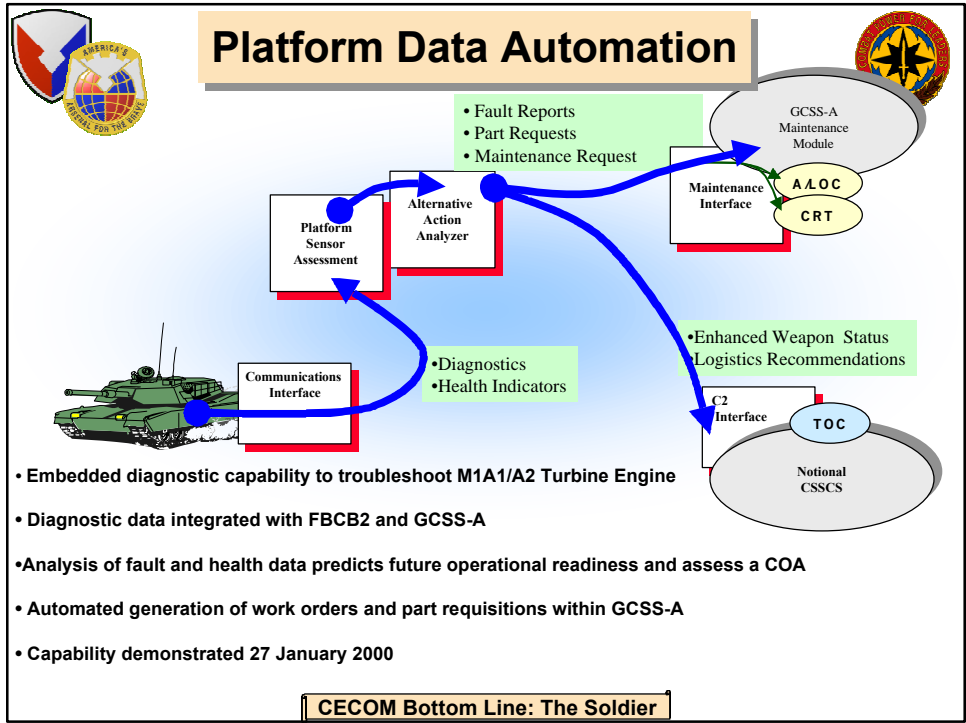 Platform Data Automation
AMERICA'S
ARSENAL FOR THE BRAVE
COMBAT POWER FOR LEADERS
• Fault Reports
• Part Requests
• Maintenance Request
GCSS-A
Maintenance
Module
Maintenance
Interface
A/LOC
CRT
Alternative
Action
Analyzer
Platform
Sensor
Assessment
•Enhanced Weapon Status
•Logistics Recommendations
•Diagnostics
•Health Indicators
Communications
Interface
C2
Interface
TOC
Notional
CSSCS
• Embedded diagnostic capability to troubleshoot M1A1/A2 Turbine Engine
• Diagnostic data integrated with FBCB2 and GCSS-A
•Analysis of fault and health data predicts future operational readiness and assess a COA
• Automated generation of work orders and part requisitions within GCSS-A
• Capability demonstrated 27 January 2000
CECOM Bottom Line: The Soldier